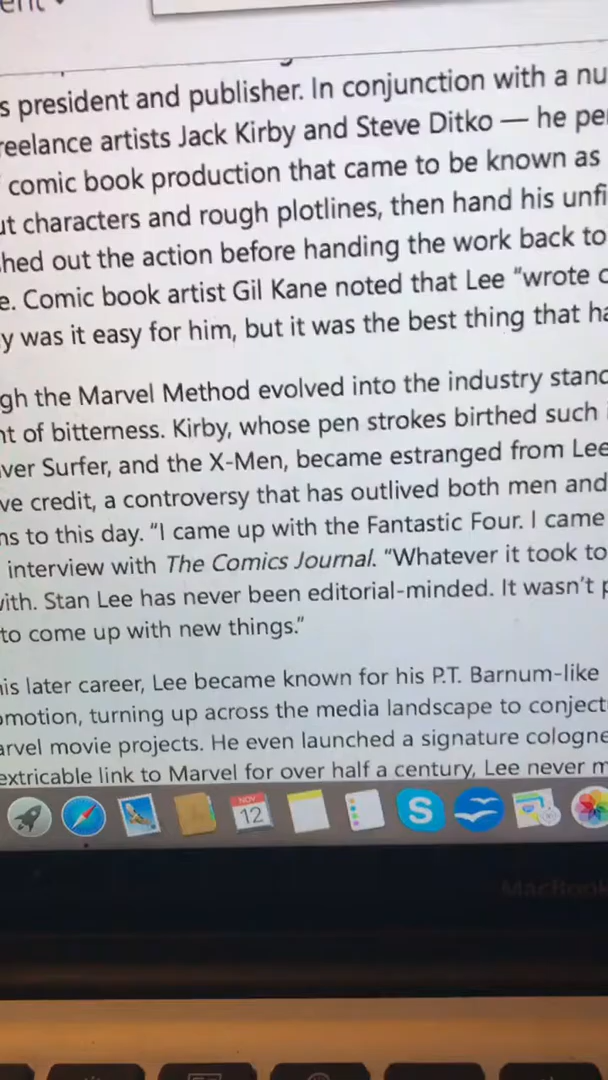 s president and publisher. In conjunction with a nu
reelance artists Jack Kirby and Steve Ditko — he pe
comic book production that came to be known as
ut characters and rough plotlines, then hand his unfi
hed out the action before handing the work back to
e. Comic book artist Gil Kane noted that Lee “wrote
y was it easy for him, but it was the best thing that ha
gh the Marvel Method evolved into the industry stand
nt of bitterness. Kirby, whose pen strokes birthed such
ver Surfer, and the X-Men, became estranged from Lee
ve credit, a controversy that has outlived both men and
ns to this day. “I came up with the Fantastic Four. I came
interview with The Comics Journal. “Whatever it took to
with. Stan Lee has never been editorial-minded. It wasn’t p
to come up with new things.”
his later career, Lee became known for his P.T. Barnum-like
omotion, turning up across the media landscape to conject
arvel movie projects. He even launched a signature cologne
extricable link to Marvel for over half a century, Lee never m
NOV
12
S
MacBook